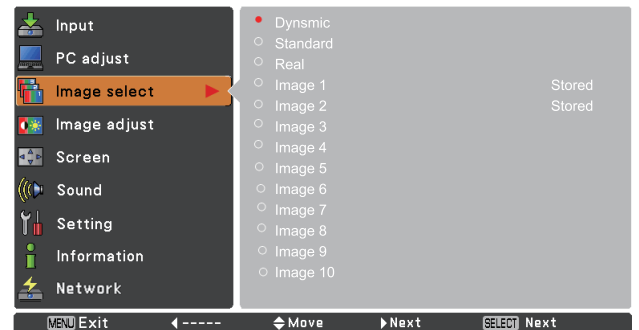 Input
PC adjust
Image select
Image adjust
Screen
Sound
Setting
Information
Network
Dynsmic
Standard
Real
Image 1 Stored
Image 2 Stored
Image 3
Image 4
Image 5
Image 6
Image 7
Image 8
Image 9
Image 10
MENU Exit ◀ ----- Move ▶ Next SELECT Next